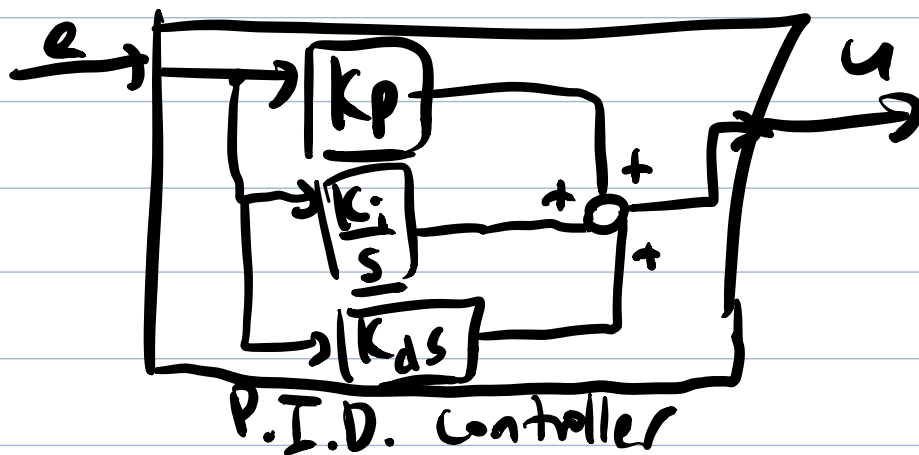 e
u
Kp
+
+
Ki
s
+
Kds
P.I.D. controller